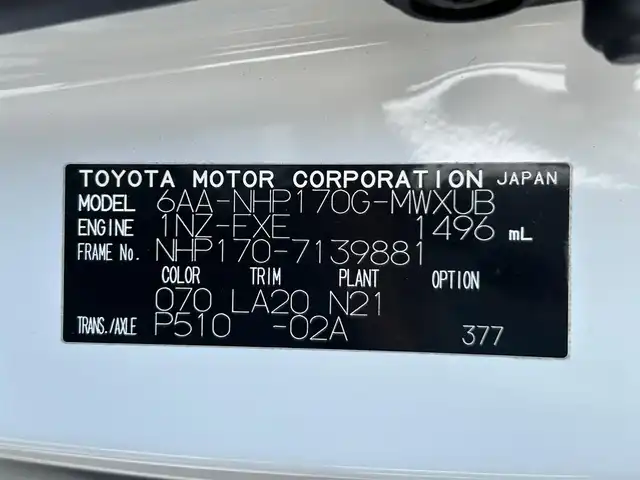 TOYOTA MOTOR CORPORATION JAPAN
MODEL 6AA-NHP170G-MWXUB
ENGINE 1NZ-FXE 1496 mL
FRAME No. NHP170-7139881
COLOR TRIM PLANT OPTION
070 LA20 N21
TRANS./AXLE P510 -02A 377